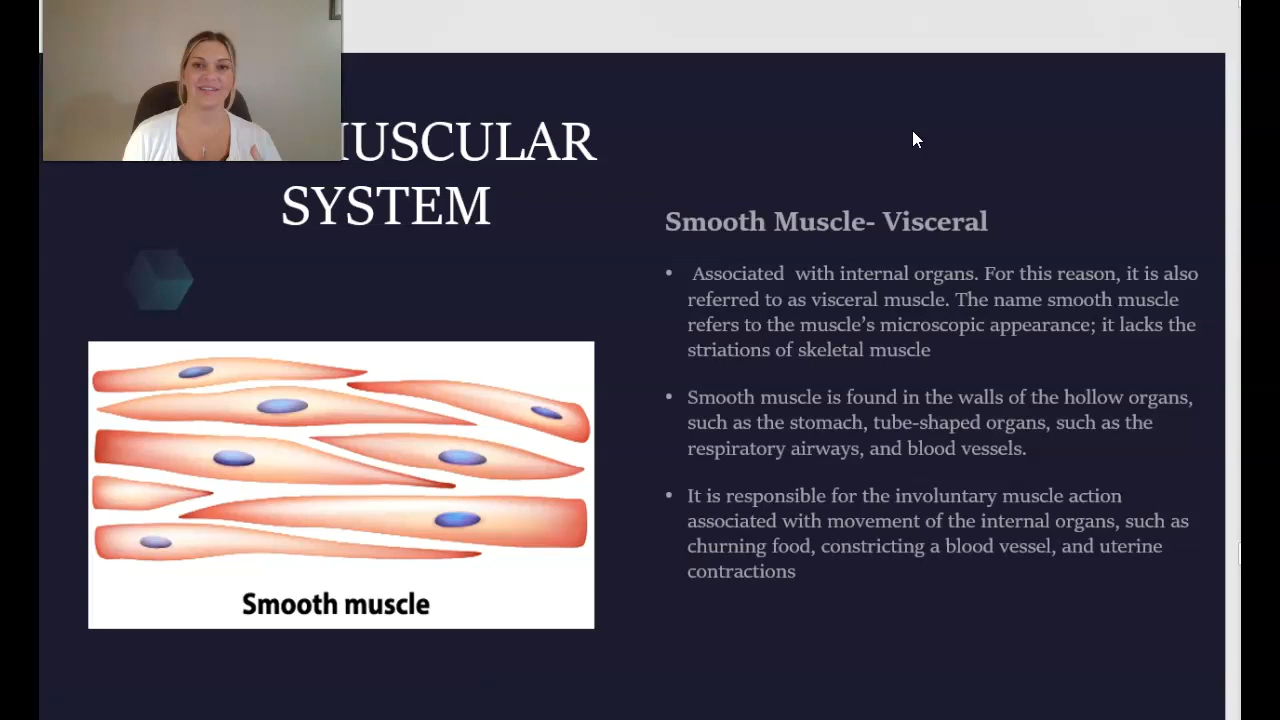 USCULAR
SYSTEM
Smooth Muscle- Visceral
• Associated with internal organs. For this reason, it is also
referred to as visceral muscle. The name smooth muscle
refers to the muscle’s microscopic appearance; it lacks the
striations of skeletal muscle
• Smooth muscle is found in the walls of the hollow organs,
such as the stomach, tube-shaped organs, such as the
respiratory airways, and blood vessels.
• It is responsible for the involuntary muscle action
associated with movement of the internal organs, such as
churning food, constricting a blood vessel, and uterine
contractions
Smooth muscle